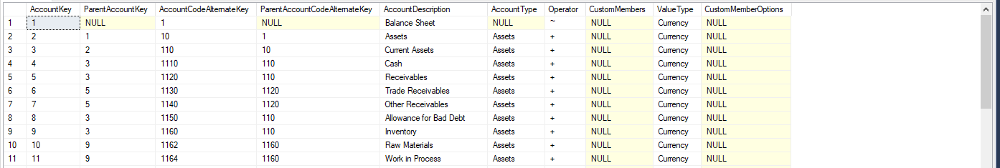 AccountKey ParentAccountKey AccountCodeAlternateKey ParentAccountCodeAlternateKey AccountDescription AccountType Operator CustomMembers ValueType CustomMemberOptions
1 1 NULL 1 NULL Balance Sheet NULL ~ NULL Currency NULL
2 2 1 10 1 Assets Assets + NULL Currency NULL
3 3 2 110 10 Current Assets Assets + NULL Currency NULL
4 4 3 1110 110 Cash Assets + NULL Currency NULL
5 5 3 1120 110 Receivables Assets + NULL Currency NULL
6 6 5 1130 1120 Trade Receivables Assets + NULL Currency NULL
7 7 5 1140 1120 Other Receivables Assets + NULL Currency NULL
8 8 3 1150 110 Allowance for Bad Debt Assets + NULL Currency NULL
9 9 3 1160 110 Inventory Assets + NULL Currency NULL
10 10 9 1162 1160 Raw Materials Assets + NULL Currency NULL
11 11 9 1164 1160 Work in Process Assets + NULL Currency NULL